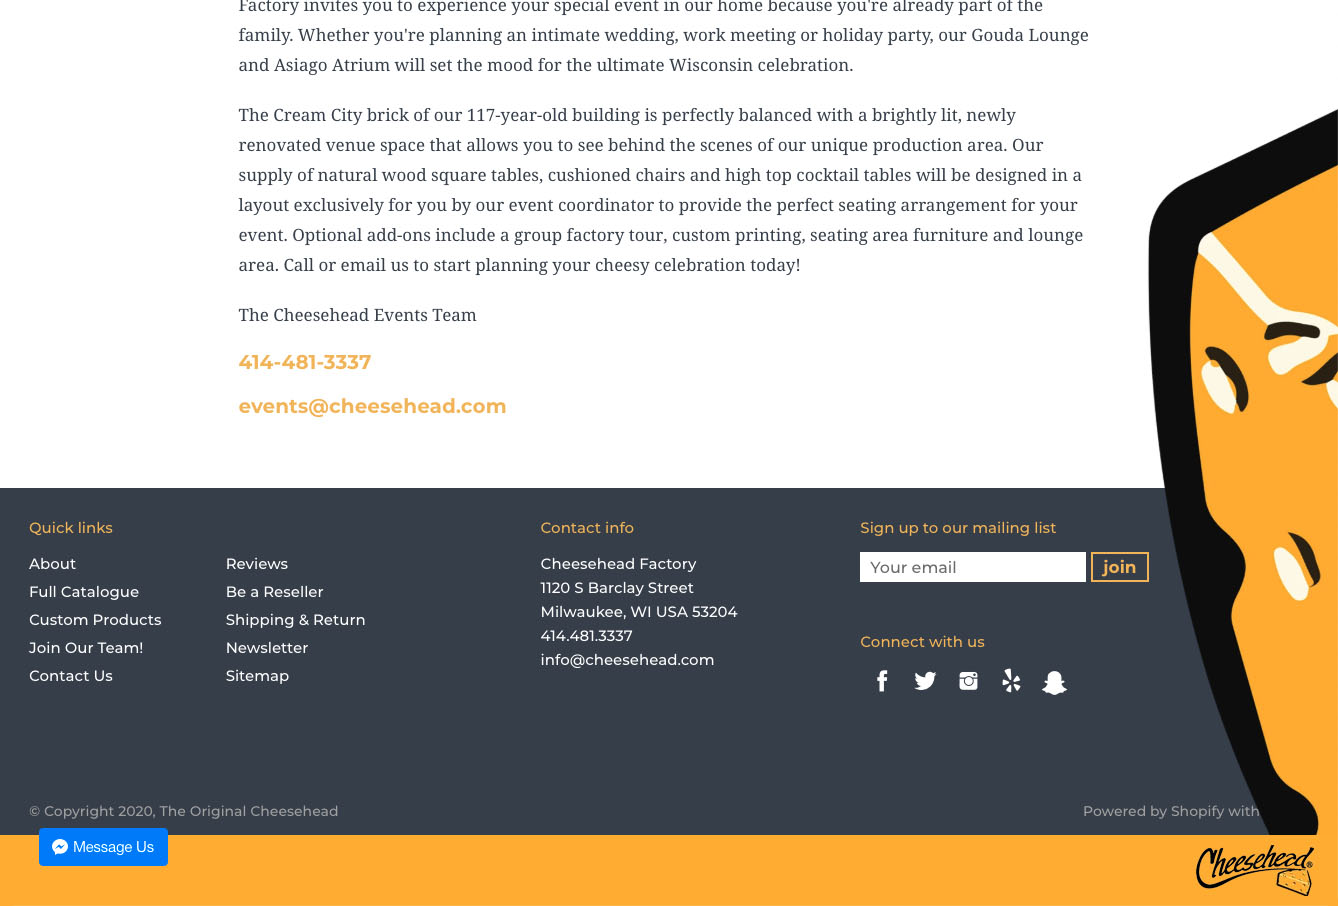 Factory invites you to experience your special event in our home because you're already part of the
family. Whether you're planning an intimate wedding, work meeting or holiday party, our Gouda Lounge
and Asiago Atrium will set the mood for the ultimate Wisconsin celebration.
The Cream City brick of our 117-year-old building is perfectly balanced with a brightly lit, newly
renovated venue space that allows you to see behind the scenes of our unique production area. Our
supply of natural wood square tables, cushioned chairs and high top cocktail tables will be designed in a
layout exclusively for you by our event coordinator to provide the perfect seating arrangement for your
event. Optional add-ons include a group factory tour, custom printing, seating area furniture and lounge
area. Call or email us to start planning your cheesy celebration today!
The Cheesehead Events Team
414-481-3337
events@cheesehead.com
Quick links
About
Full Catalogue
Custom Products
Join Our Team!
Contact Us
Reviews
Be a Reseller
Shipping & Return
Newsletter
Sitemap
Contact info
Cheesehead Factory
1120 S Barclay Street
Milwaukee, WI USA 53204
414.481.3337
info@cheesehead.com
Sign up to our mailing list
Your email
join
Connect with us
© Copyright 2020, The Original Cheesehead
Powered by Shopify with
Message Us
Cheesehead®